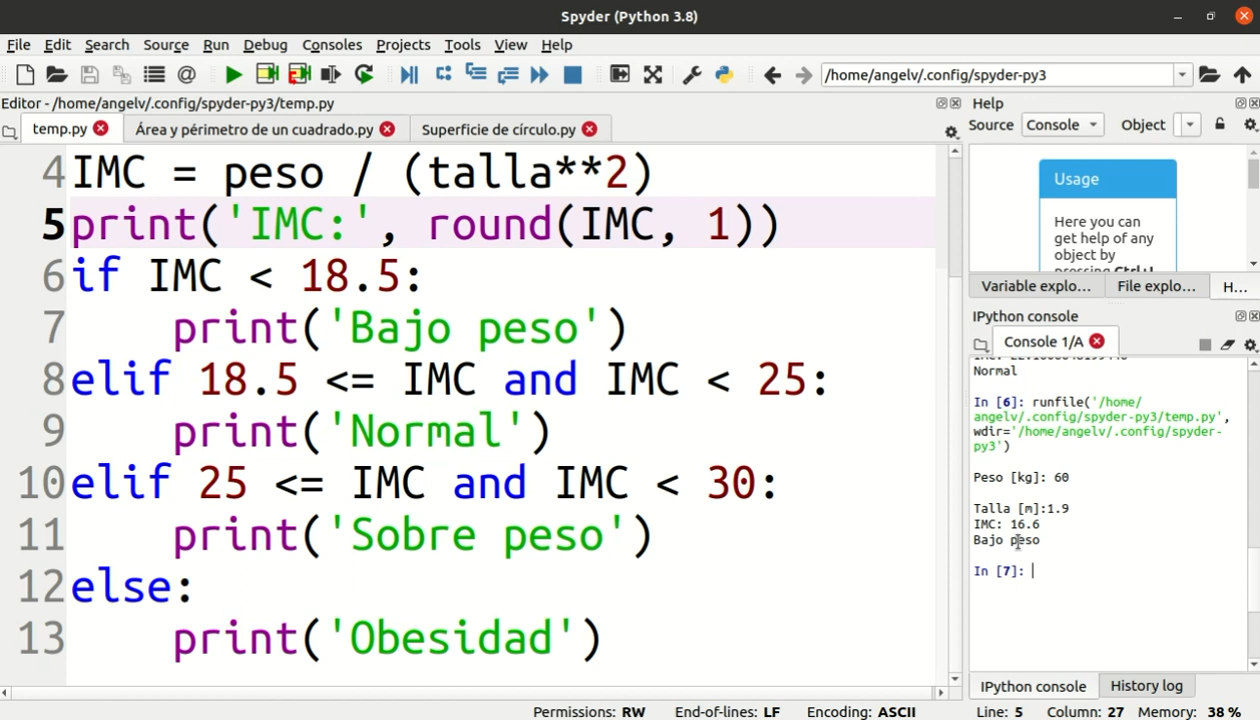 Spyder (Python 3.8)
File Edit Search Source Run Debug Consoles Projects Tools View Help
/home/angelv/.config/spyder-py3
Editor - /home/angelv/.config/spyder-py3/temp.py
temp.py Área y périmetro de un cuadrado.py Superficie de círculo.py
4 IMC = peso / (talla**2)
5 print('IMC:', round(IMC, 1))
6 if IMC < 18.5:
7 print('Bajo peso')
8 elif 18.5 <= IMC and IMC < 25:
9 print('Normal')
10 elif 25 <= IMC and IMC < 30:
11 print('Sobre peso')
12 else:
13 print('Obesidad')
Help
Source Console Object
Usage
Here you can
get help of any
object by
pressing Ctrl+I
Variable explo... File explo... H...
IPython console
Console 1/A
Normal
In [6]: runfile('/home/
angelv/.config/spyder-py3/temp.py',
wdir='/home/angelv/.config/spyder-
py3')
Peso [kg]: 60
Talla [m]:1.9
IMC: 16.6
Bajo peso
In [7]:
IPython console History log
Permissions: RW End-of-lines: LF Encoding: ASCII Line: 5 Column: 27 Memory: 38 %